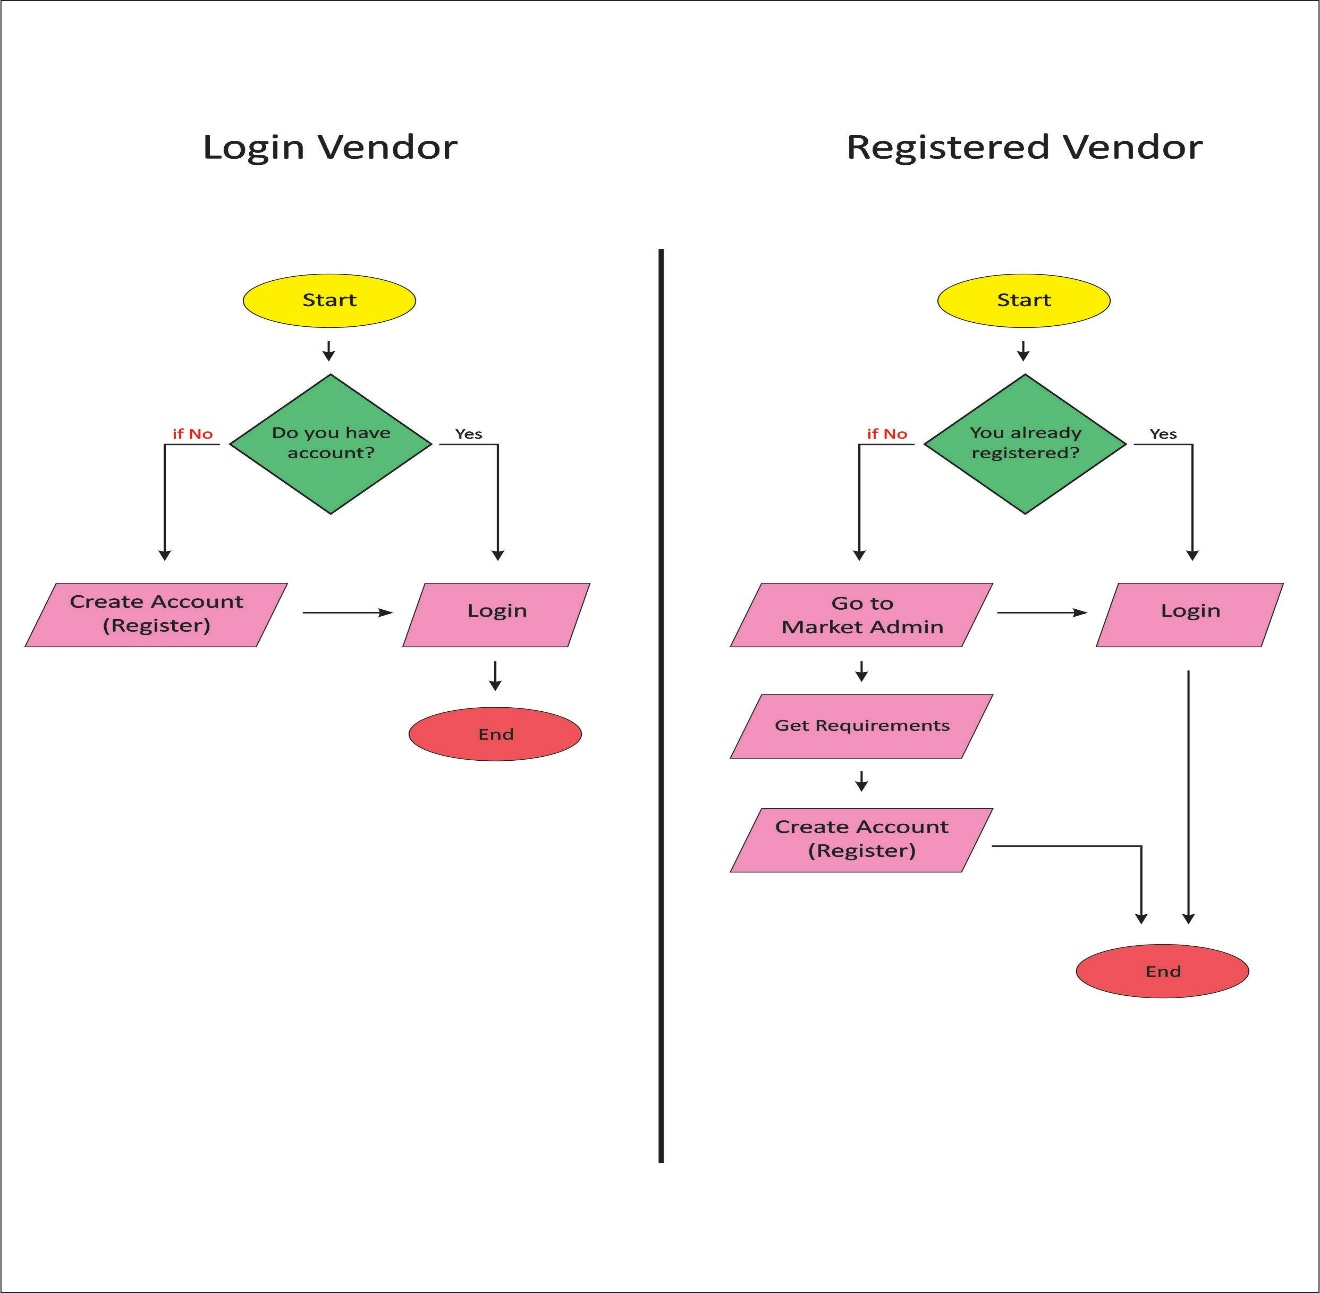 Login Vendor
Start
Do you have
account?
if No
Yes
Create Account
(Register)
Login
End
Registered Vendor
Start
You already
registered?
if No
Yes
Go to
Market Admin
Login
Get Requirements
Create Account
(Register)
End